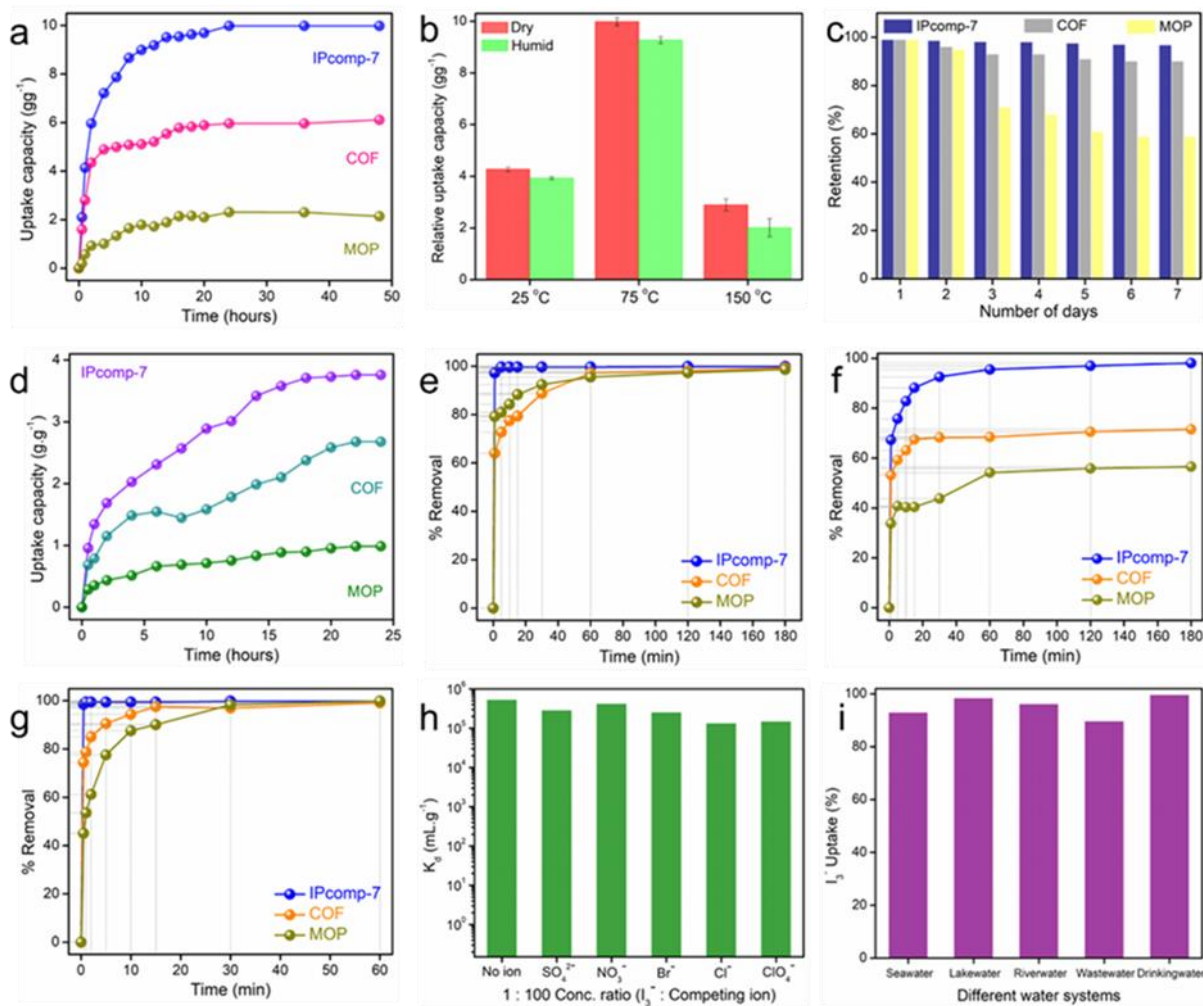 a
Uptake capacity (gg⁻¹)
10
8
6
4
2
0
IPcomp-7
COF
MOP
0 10 20 30 40 50
Time (hours)
b
Relative uptake capacity (gg⁻¹)
10
8
6
4
2
0
Dry
Humid
25 °C 75 °C 150 °C
c
IPcomp-7 COF MOP
Retention (%)
100
80
60
40
20
0
1 2 3 4 5 6 7
Number of days
d
Uptake capacity (g.g⁻¹)
4
3
2
1
0
IPcomp-7
COF
MOP
0 5 10 15 20 25
Time (hours)
e
% Removal
100
80
60
40
20
0
IPcomp-7
COF
MOP
0 20 40 60 80 100 120 140 160 180
Time (min)
f
% Removal
100
80
60
40
20
0
IPcomp-7
COF
MOP
0 20 40 60 80 100 120 140 160 180
Time (min)
g
% Removal
100
80
60
40
20
0
IPcomp-7
COF
MOP
0 10 20 30 40 50 60
Time (min)
h
K_d (mL.g⁻¹)
10⁶
10⁵
10⁴
10³
10²
10¹
10⁰
No ion SO₄²⁻ NO₃⁻ Br⁻ Cl⁻ ClO₄⁻
1 : 100 Conc. ratio (I₃⁻ : Competing ion)
i
I₃⁻ Uptake (%)
100
80
60
40
20
0
Seawater Lakewater Riverwater Wastewater Drinkingwater
Different water systems